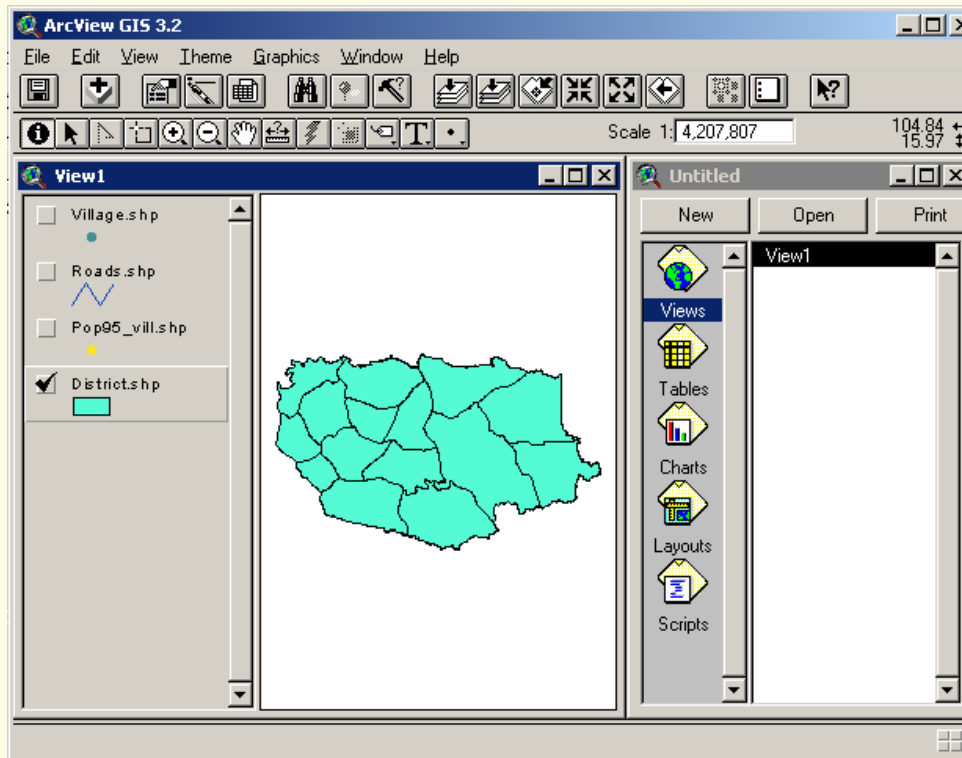 ArcView GIS 3.2
File Edit View Theme Graphics Window Help
Scale 1: 4,207,807
104.84
15.97
View1
Village.shp
Roads.shp
Pop95_vill.shp
District.shp
Untitled
New Open Print
Views
Tables
Charts
Layouts
Scripts
View1